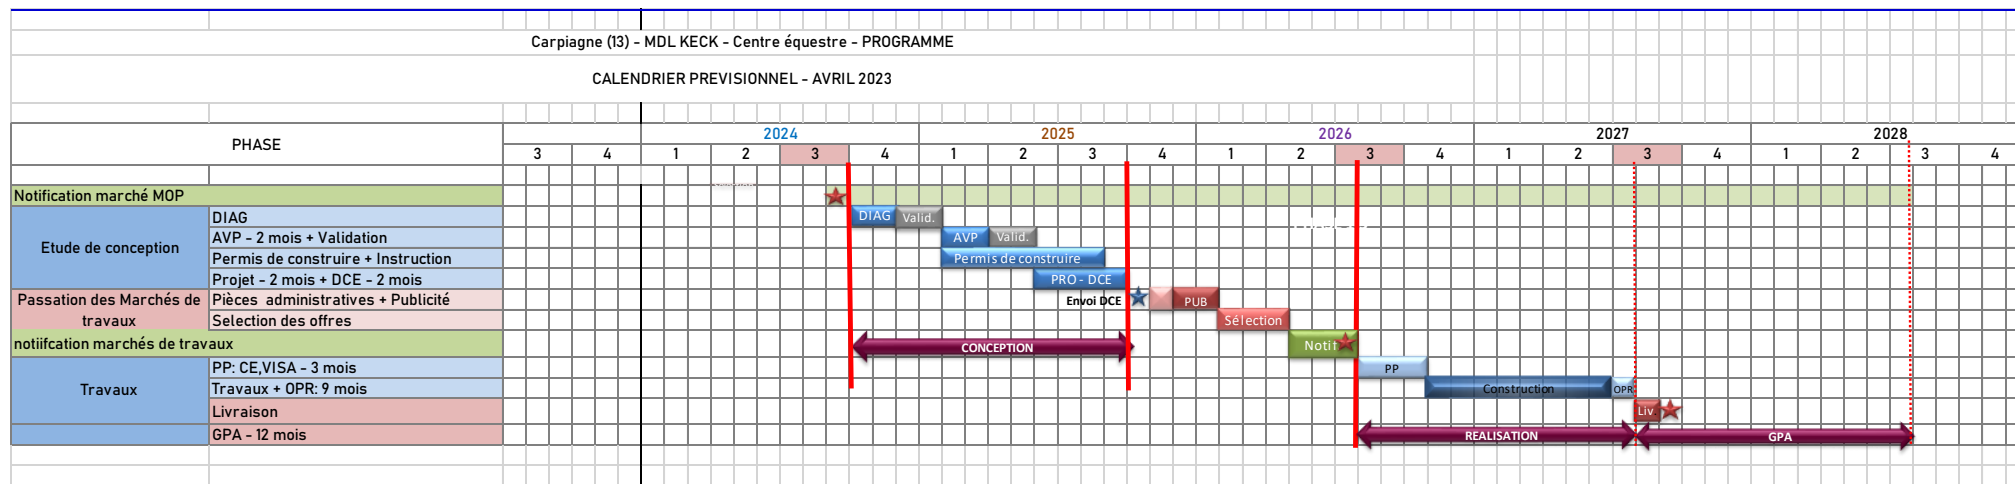 Carpiagne (13) - MDL KECK - Centre équestre - PROGRAMME
CALENDRIER PREVISIONNEL - AVRIL 2023
PHASE
2024 2025 2026 2027 2028
3 4 1 2 3 4 1 2 3 4 1 2 3 4 1 2 3 4 1 2 3 4
Notification marché MOP
Etude de conception
DIAG
DIAG Valid.
AVP - 2 mois + Validation
AVP Valid.
Permis de construire + Instruction
Permis de construire
Projet - 2 mois + DCE - 2 mois
PRO - DCE
Passation des Marchés de
travaux
Pièces administratives + Publicité
Envoi DCE PUB
Selection des offres
Sélection
notiifcation marchés de travaux
CONCEPTION
Notif
Travaux
PP: CE,VISA - 3 mois
PP
Travaux + OPR: 9 mois
Construction OPR
Livraison
Liv.
GPA - 12 mois
REALISATION GPA